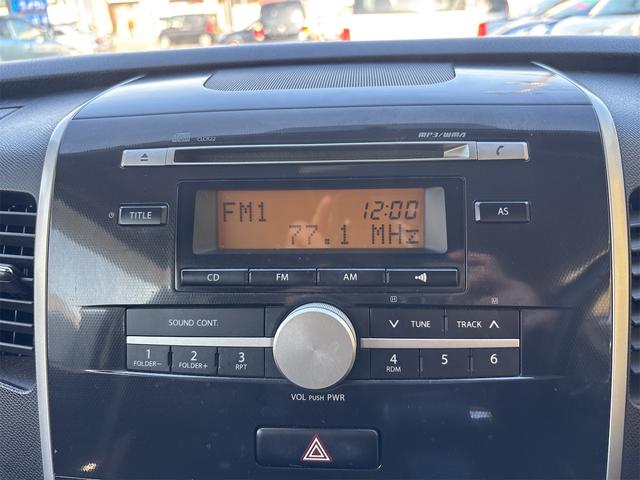 MP3/WMA
TITLE
FM1 12:00
77.1 MHz
AS
CD FM AM
SOUND CONT.
H M
TUNE TRACK
1 2 3 4 5 6
FOLDER- FOLDER+ RPT RDM
VOL PUSH PWR